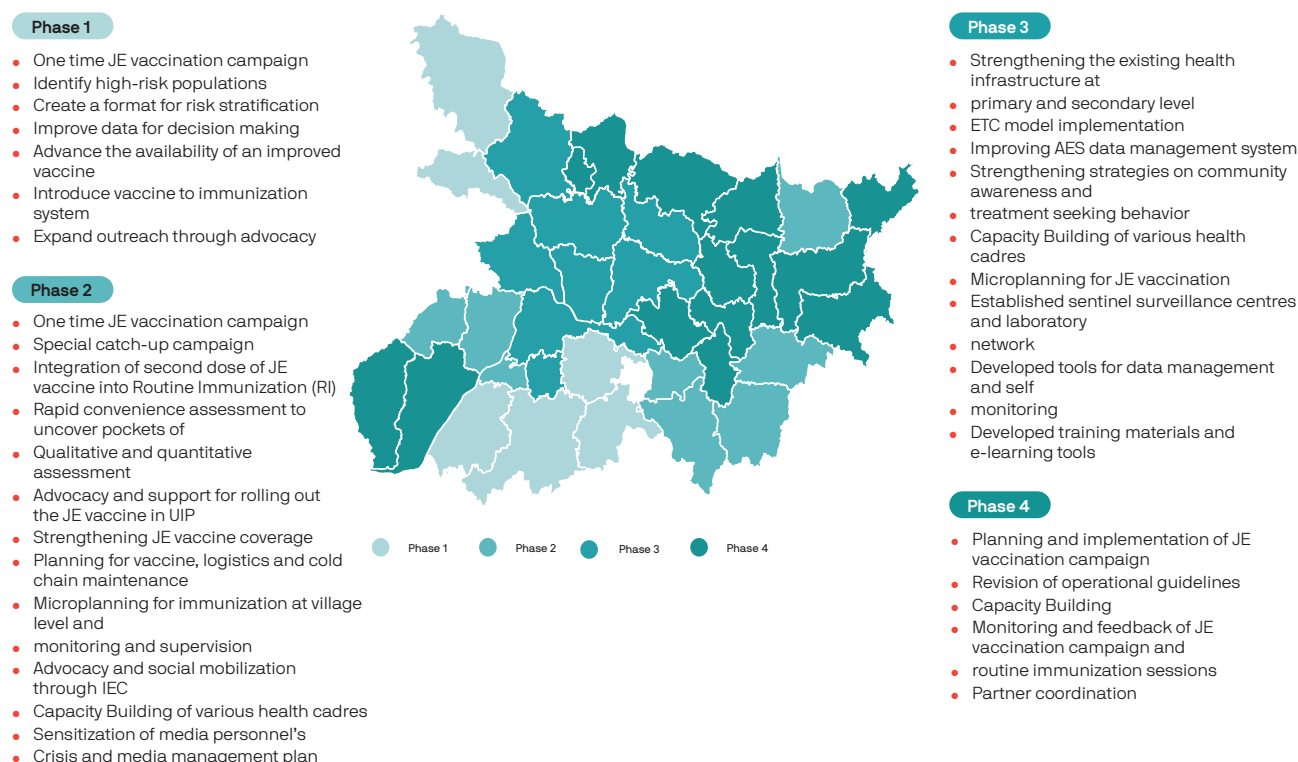 Phase 1
One time JE vaccination campaign
Identify high-risk populations
Create a format for risk stratification
Improve data for decision making
Advance the availability of an improved
vaccine
Introduce vaccine to immunization
system
Expand outreach through advocacy
Phase 2
One time JE vaccination campaign
Special catch-up campaign
Integration of second dose of JE
vaccine into Routine Immunization (RI)
Rapid convenience assessment to
uncover pockets of
Qualitative and quantitative
assessment
Advocacy and support for rolling out
the JE vaccine in UIP
Strengthening JE vaccine coverage
Planning for vaccine, logistics and cold
chain maintenance
Microplanning for immunization at village
level and
monitoring and supervision
Advocacy and social mobilization
through IEC
Capacity Building of various health cadres
Sensitization of media personnel's
Crisis and media management plan
Phase 1
Phase 2
Phase 3
Phase 4
Phase 3
Strengthening the existing health
infrastructure at
primary and secondary level
ETC model implementation
Improving AES data management system
Strengthening strategies on community
awareness and
treatment seeking behavior
Capacity Building of various health
cadres
Microplanning for JE vaccination
Established sentinel surveillance centres
and laboratory
network
Developed tools for data management
and self
monitoring
Developed training materials and
e-learning tools
Phase 4
Planning and implementation of JE
vaccination campaign
Revision of operational guidelines
Capacity Building
Monitoring and feedback of JE
vaccination campaign and
routine immunization sessions
Partner coordination